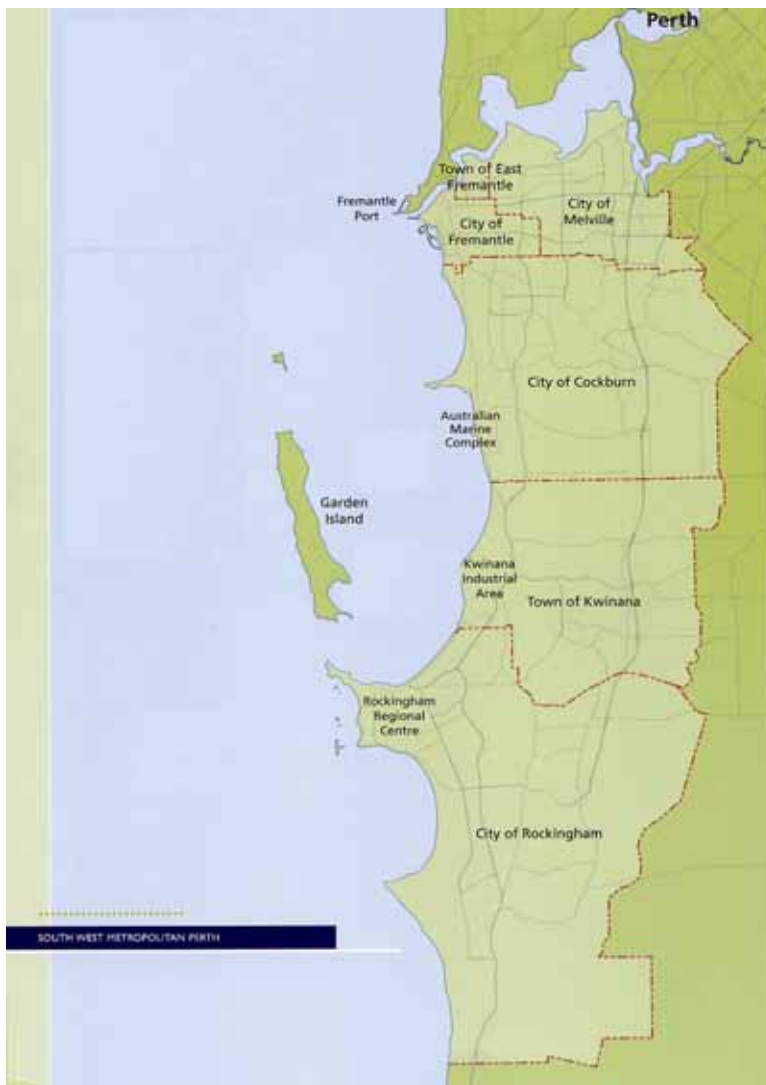 Perth
Town of East
Fremantle
Fremantle
Port
City of
Melville
City of
Fremantle
City of Cockburn
Australian
Marine
Complex
Garden
Island
Kwinana
Industrial
Area
Town of Kwinana
Rockingham
Regional
Centre
City of Rockingham
SOUTH WEST METROPOLITAN PERTH